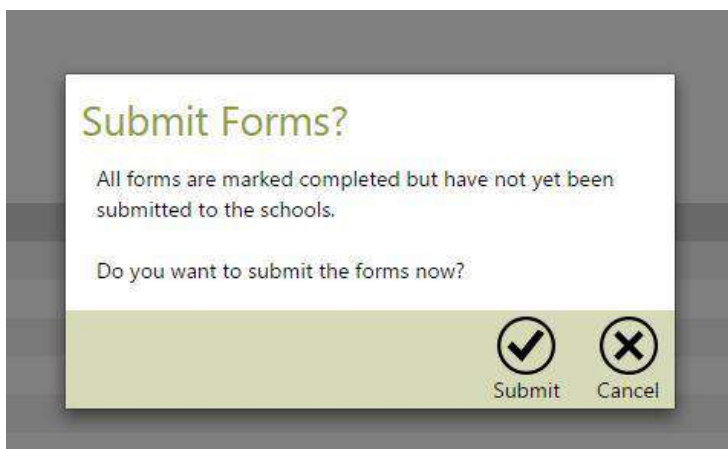 Submit Forms?
All forms are marked completed but have not yet been
submitted to the schools.
Do you want to submit the forms now?
Submit Cancel